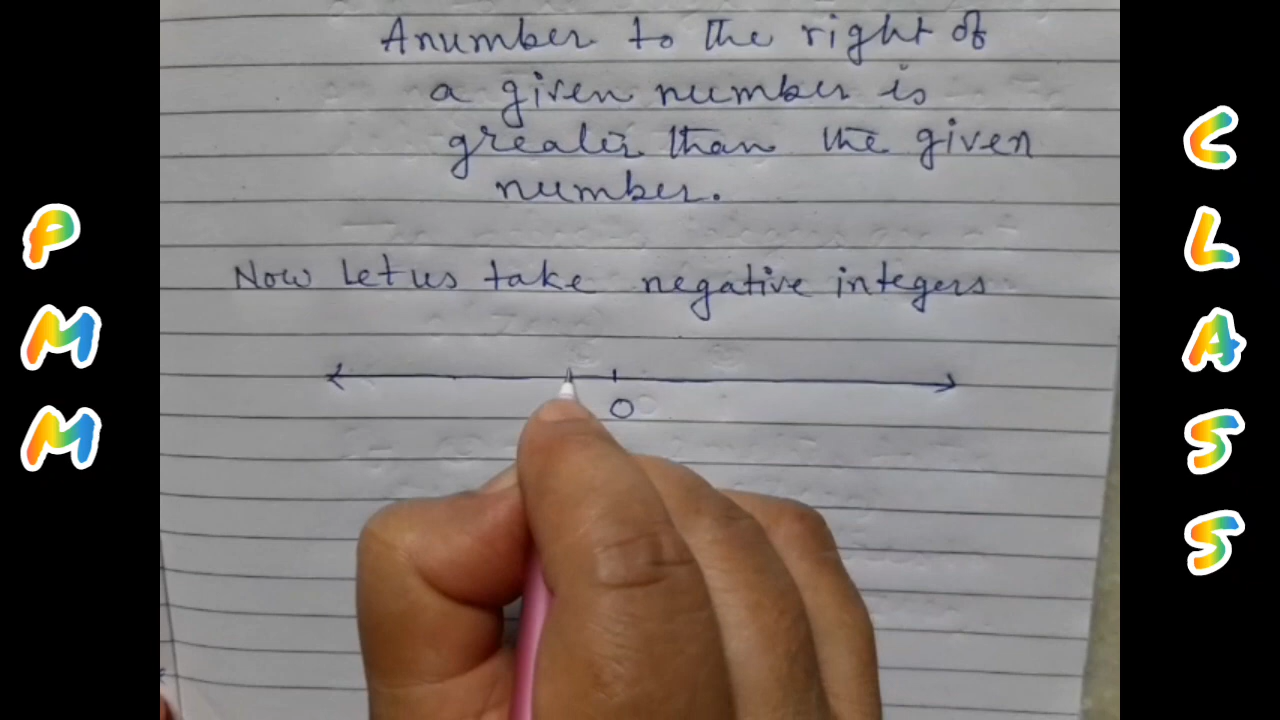 Anumber to the right of
a given number is
greater than the given
number.
Now Let us take negative integers
0
PMM
CLASS